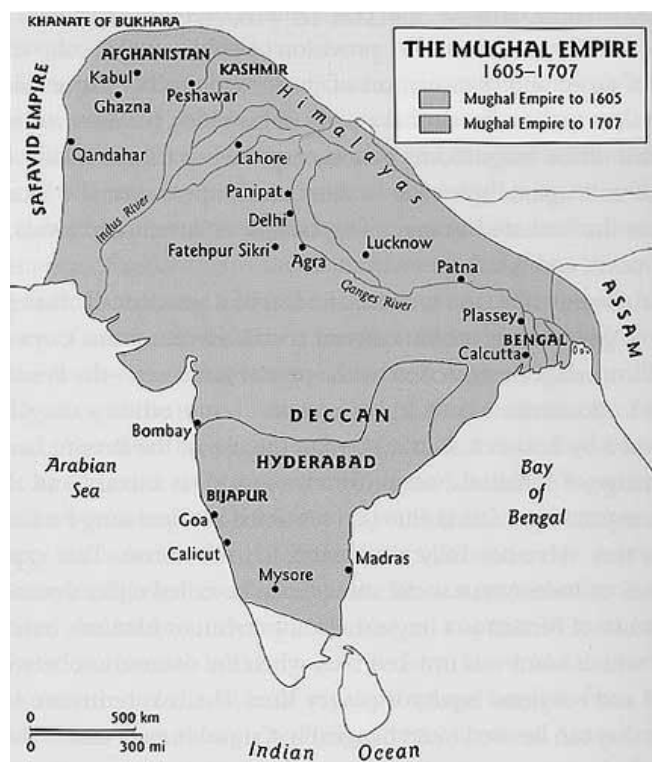 KHANATE OF BUKHARA
THE MUGHAL EMPIRE
1605–1707
Mughal Empire to 1605
Mughal Empire to 1707
AFGHANISTAN
Kabul
Ghazna
Peshawar
KASHMIR
Himalayas
SAFAVID EMPIRE
Qandahar
Lahore
Panipat
Delhi
Indus River
Fatehpur Sikri
Agra
Lucknow
Patna
Ganges River
Plassey
BENGAL
Calcutta
ASSAM
DECCAN
Bombay
HYDERABAD
Arabian
Sea
BIJAPUR
Goa
Calicut
Mysore
Madras
Bay
of
Bengal
0 500 km
0 300 mi
Indian Ocean